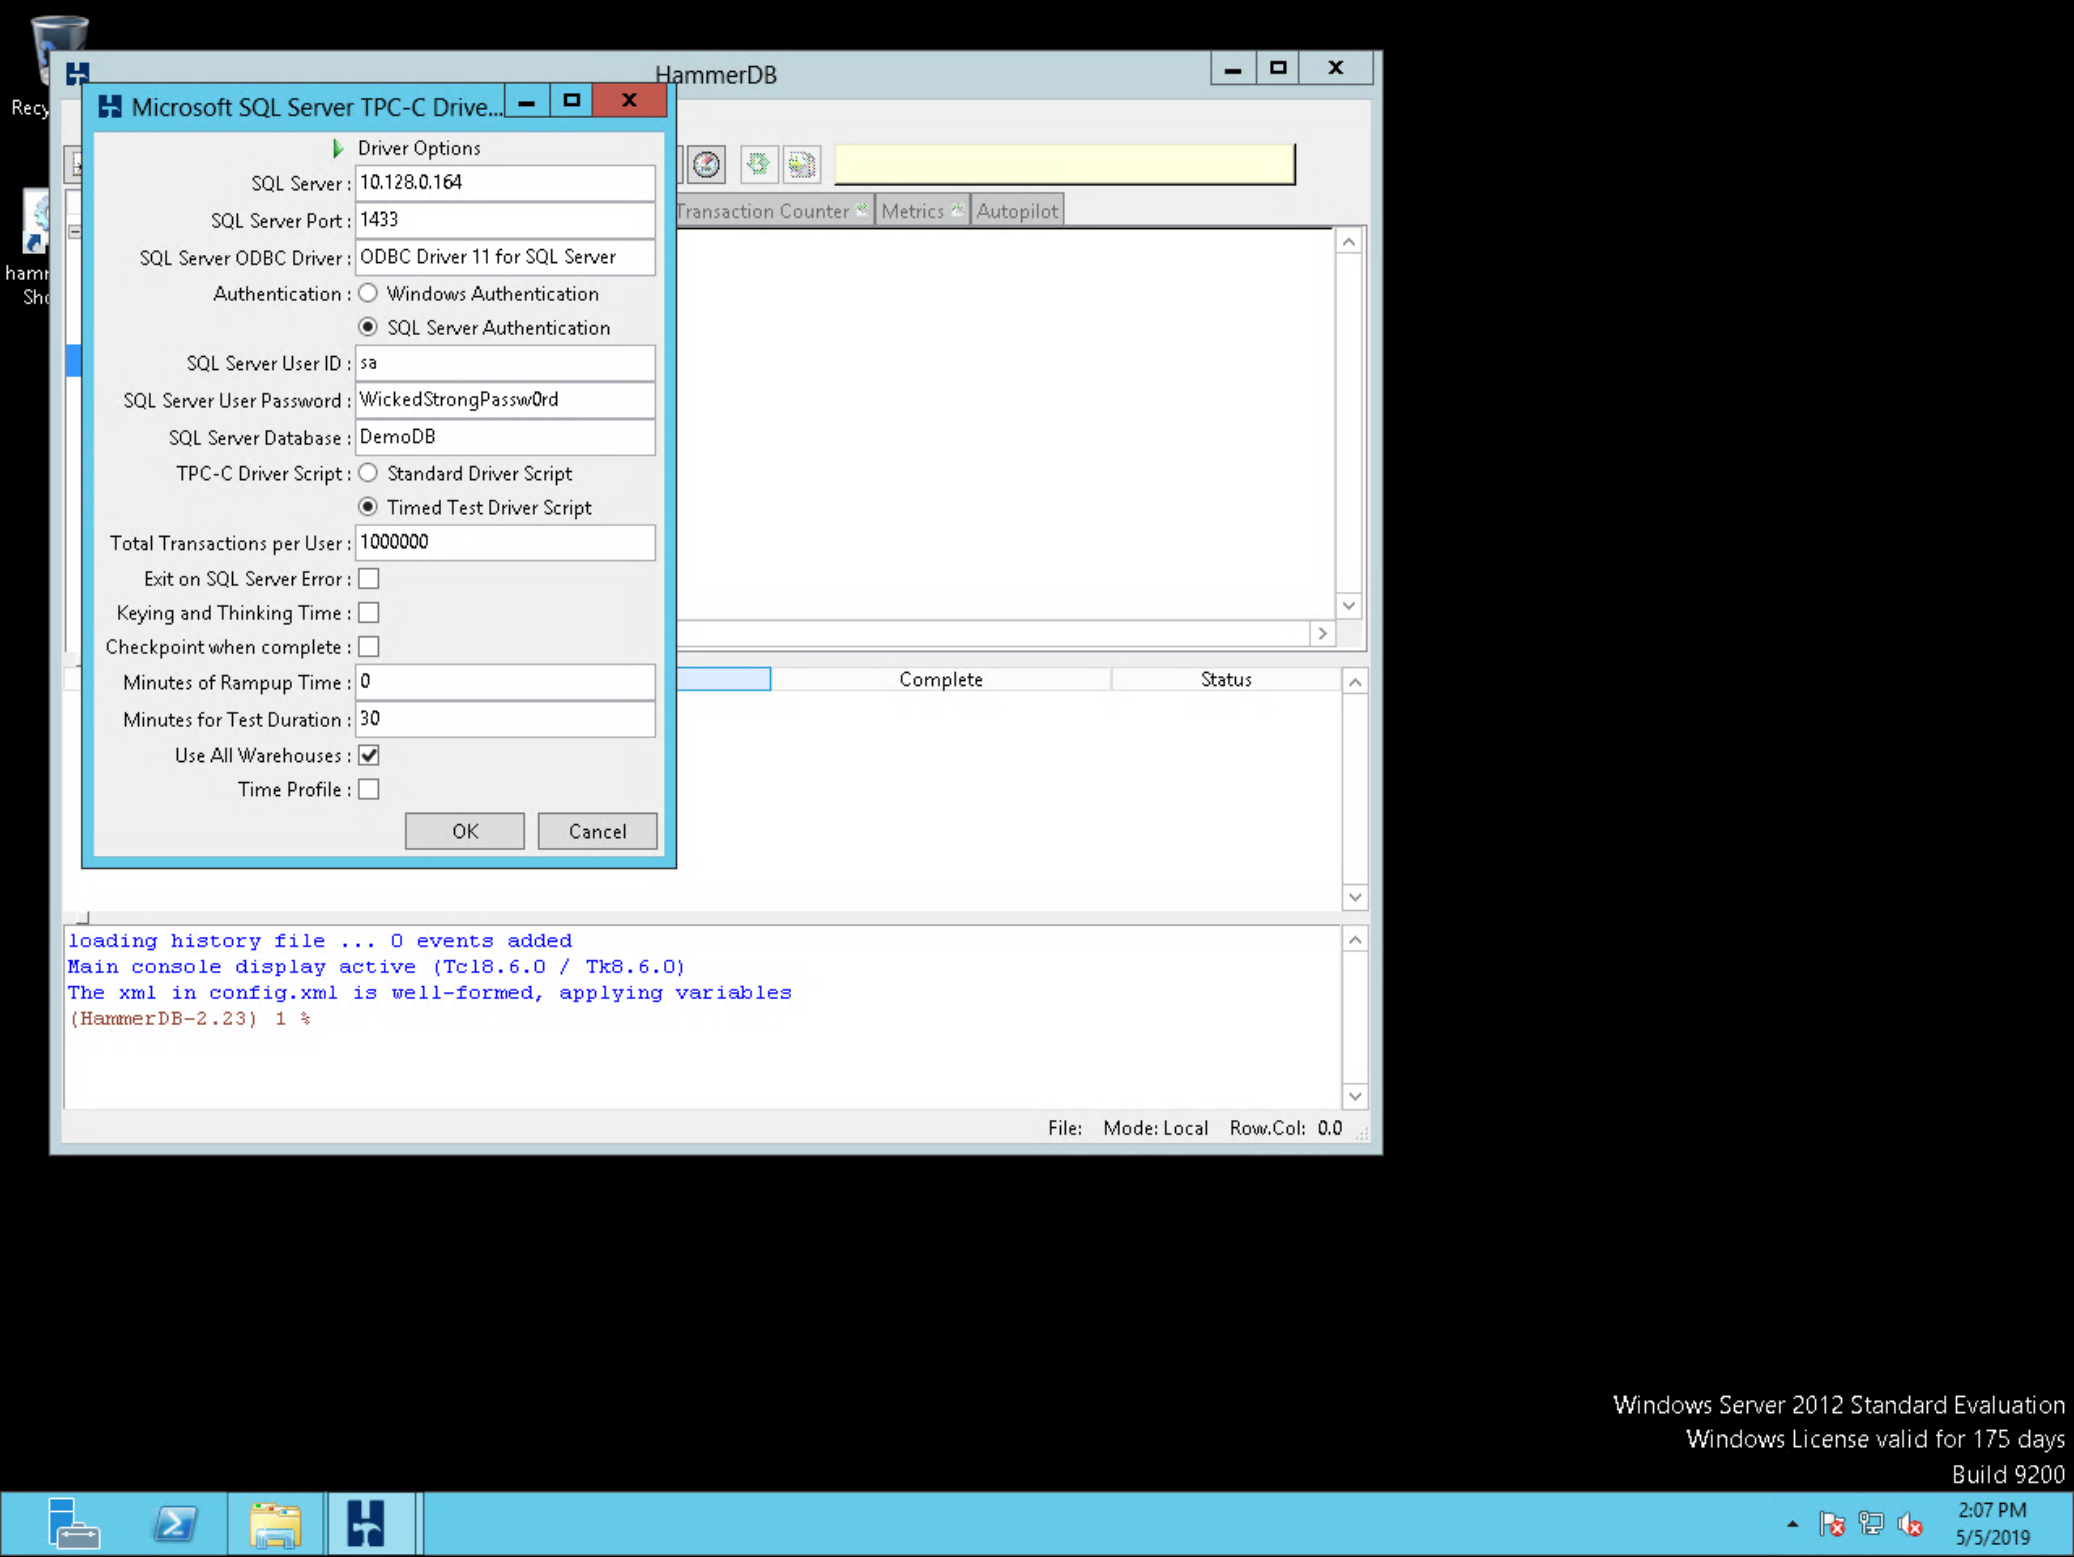 Recy
HammerDB
Microsoft SQL Server TPC-C Drive...
Driver Options
SQL Server : 10.128.0.164
SQL Server Port : 1433
SQL Server ODBC Driver : ODBC Driver 11 for SQL Server
Authentication : Windows Authentication
SQL Server Authentication
SQL Server User ID : sa
SQL Server User Password : WickedStrongPassw0rd
SQL Server Database : DemoDB
TPC-C Driver Script : Standard Driver Script
Timed Test Driver Script
Total Transactions per User : 1000000
Exit on SQL Server Error :
Keying and Thinking Time :
Checkpoint when complete :
Minutes of Rampup Time : 0
Minutes for Test Duration : 30
Use All Warehouses :
Time Profile :
OK Cancel
Transaction Counter Metrics Autopilot
Complete Status
loading history file ... 0 events added
Main console display active (Tcl8.6.0 / Tk8.6.0)
The xml in config.xml is well-formed, applying variables
(HammerDB-2.23) 1 %
File: Mode: Local Row.Col: 0.0
Windows Server 2012 Standard Evaluation
Windows License valid for 175 days
Build 9200
2:07 PM
5/5/2019